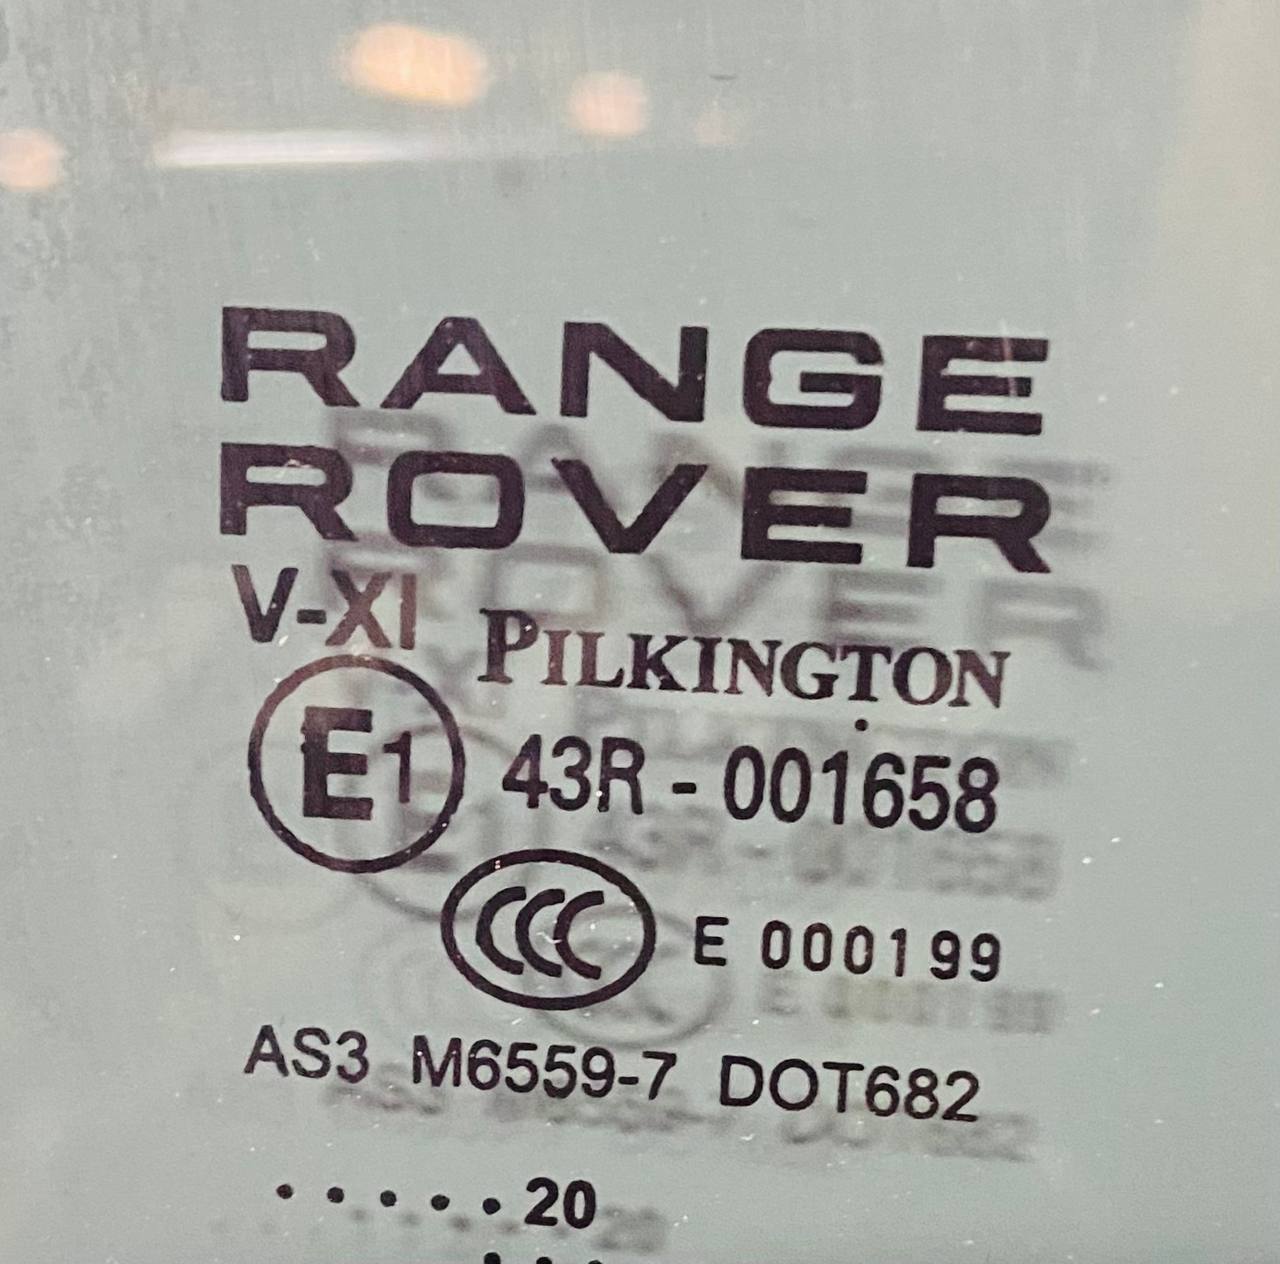 RANGE
ROVER
V-XI PILKINGTON
E1 43R - 001658
CCC E 000199
AS3 M6559-7 DOT682
.....20